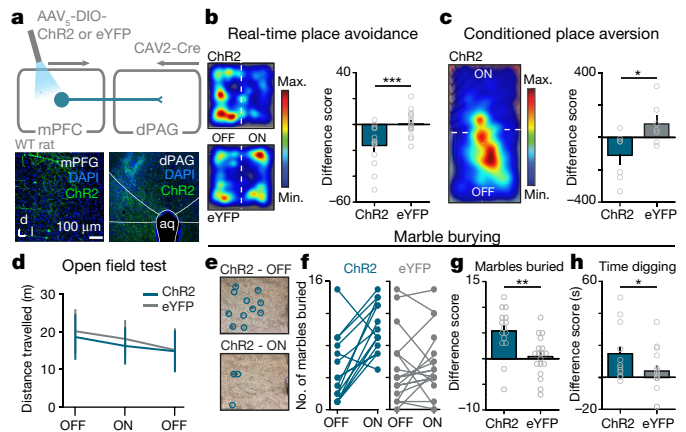 a
AAV5-DIO-
ChR2 or eYFP
CAV2-Cre
mPFC
dPAG
WT rat
mPFG
DAPI
ChR2
d
l
100 μm
dPAG
DAPI
ChR2
aq
b
Real-time place avoidance
ChR2
OFF
ON
eYFP
Max.
Min.
Difference score
40
–60
***
ChR2
eYFP
c
Conditioned place aversion
ChR2
ON
OFF
Max.
Min.
Difference score
400
–400
*
ChR2
eYFP
d
Open field test
ChR2
eYFP
Distance travelled (m)
40
30
20
10
0
OFF
ON
OFF
Marble burying
e
ChR2 - OFF
ChR2 - ON
f
ChR2
eYFP
No. of marbles buried
16
8
0
OFF
ON
OFF
ON
g
Marbles buried
Difference score
15
–10
**
ChR2
eYFP
h
Time digging
Difference score (s)
60
–20
*
ChR2
eYFP